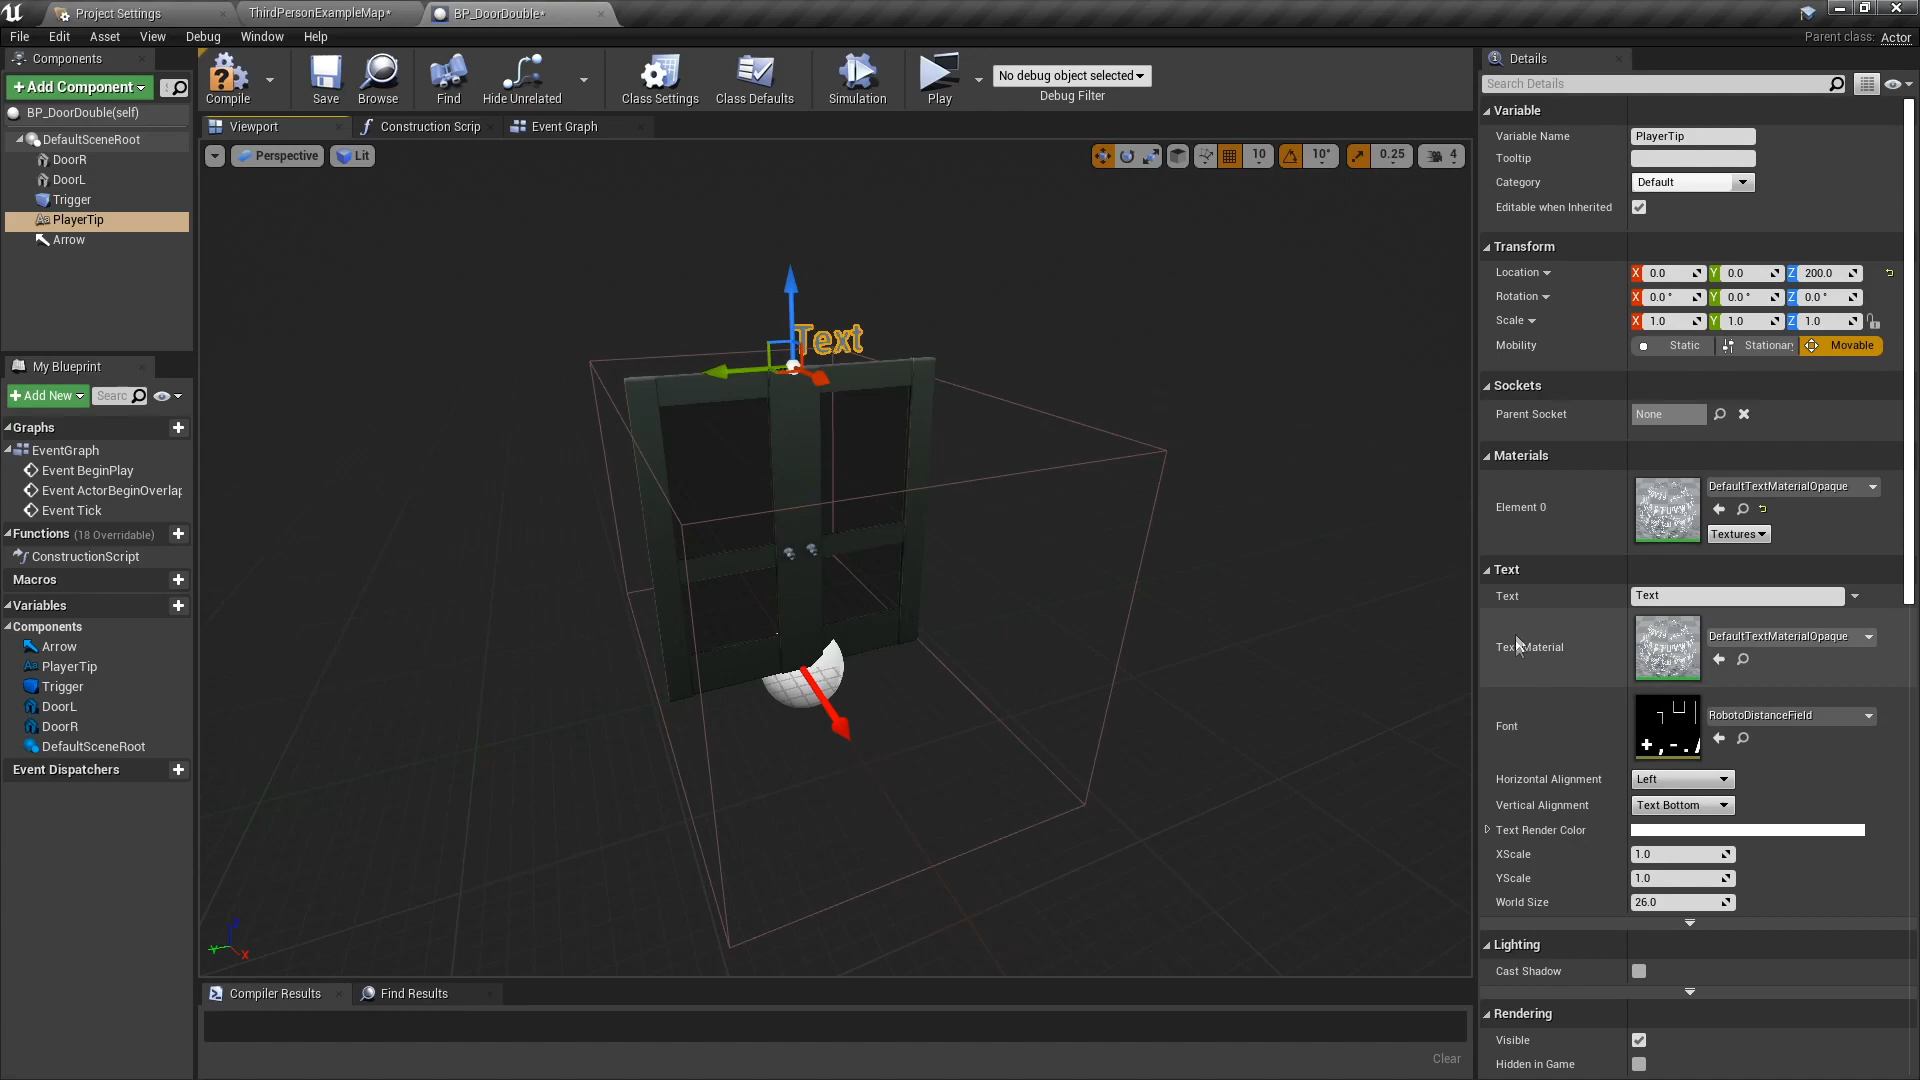 Project Settings
ThirdPersonExampleMap*
BP_DoorDouble*
File
Edit
Asset
View
Debug
Window
Help
Parent class: Actor
Components
+ Add Component
BP_DoorDouble(self)
DefaultSceneRoot
DoorR
DoorL
Trigger
PlayerTip
Arrow
My Blueprint
+ Add New
Searc
Graphs
EventGraph
Event BeginPlay
Event ActorBeginOverlap
Event Tick
Functions (18 Overridable)
ConstructionScript
Macros
Variables
Components
Arrow
PlayerTip
Trigger
DoorL
DoorR
DefaultSceneRoot
Event Dispatchers
Compile
Save
Browse
Find
Hide Unrelated
Class Settings
Class Defaults
Simulation
Play
No debug object selected
Debug Filter
Viewport
Construction Scrip
Event Graph
Perspective
Lit
10
10°
0.25
4
Text
Z
Y
X
Compiler Results
Find Results
Clear
Details
Search Details
Variable
Variable Name PlayerTip
Tooltip
Category Default
Editable when Inherited
Transform
Location X 0.0 Y 0.0 Z 200.0
Rotation X 0.0 ° Y 0.0 ° Z 0.0 °
Scale X 1.0 Y 1.0 Z 1.0
Mobility Static Stationary Movable
Sockets
Parent Socket None
Materials
Element 0 DefaultTextMaterialOpaque
Textures
Text
Text Text
Text Material DefaultTextMaterialOpaque
Font RobotoDistanceField
Horizontal Alignment Left
Vertical Alignment Text Bottom
Text Render Color
XScale 1.0
YScale 1.0
World Size 26.0
Lighting
Cast Shadow
Rendering
Visible
Hidden in Game